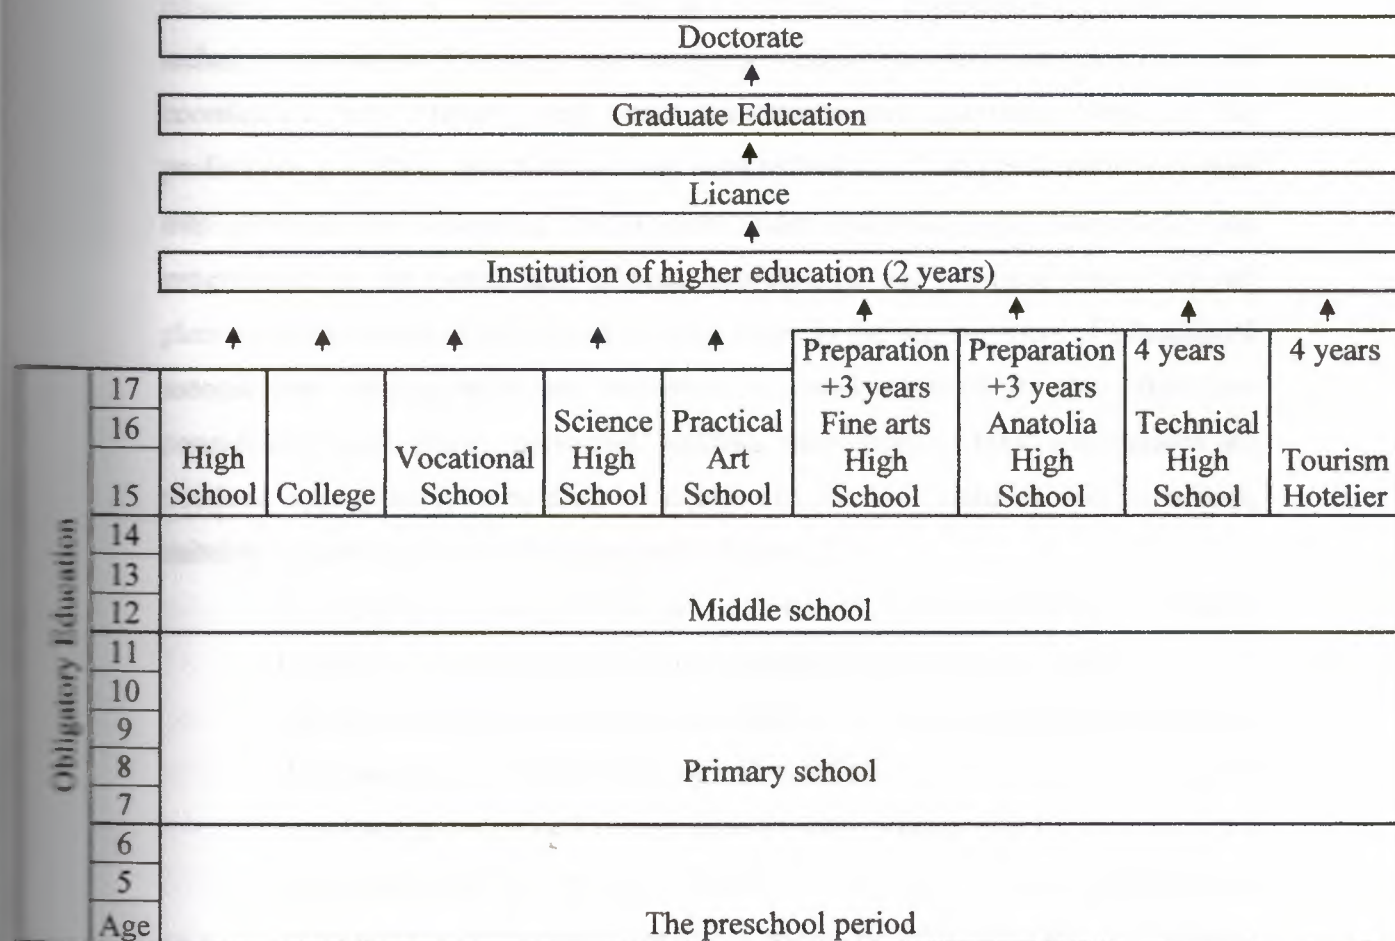 Doctorate
Graduate Education
Licance
Institution of higher education (2 years)
Preparation +3 years Fine arts High School
Preparation +3 years Anatolia High School
4 years Technical High School
4 years Tourism Hotelier
High School
College
Vocational School
Science High School
Practical Art School
17
16
15
14
13
12
Middle school
11
10
9
8
7
Primary school
6
5
Age
The preschool period
Obligatory Education